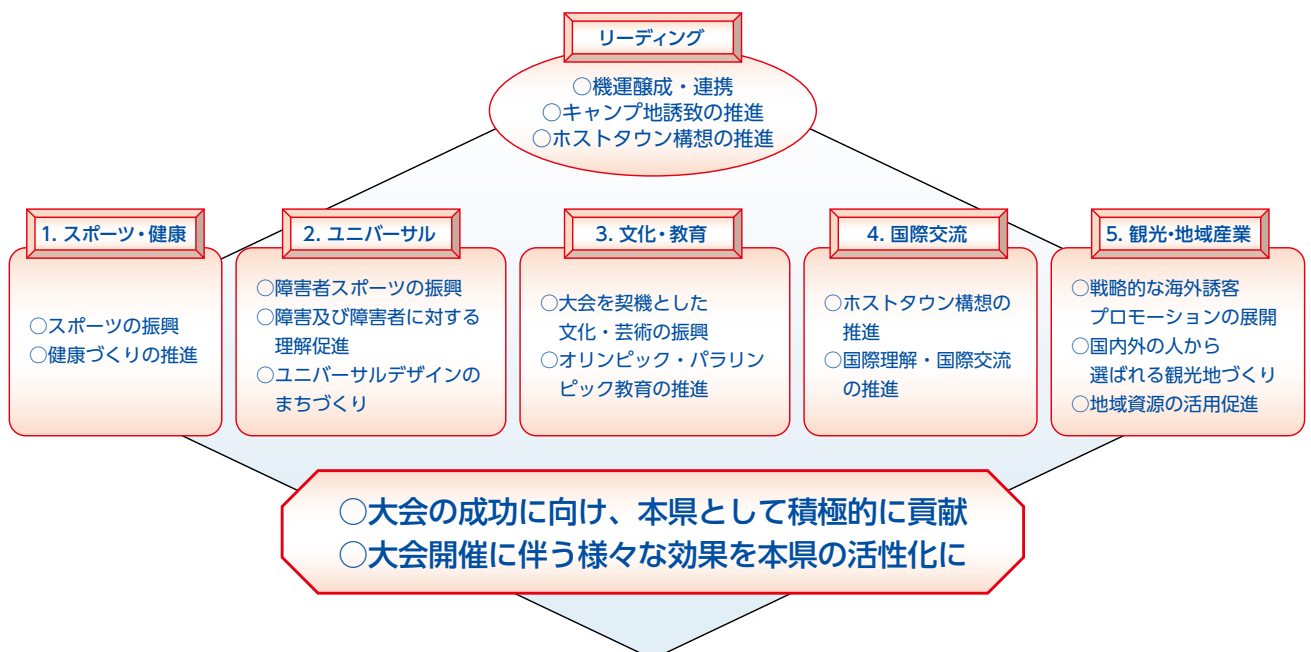 リーディング
○機運醸成・連携
○キャンプ地誘致の推進
○ホストタウン構想の推進
1. スポーツ・健康
○スポーツの振興
○健康づくりの推進
2. ユニバーサル
○障害者スポーツの振興
○障害及び障害者に対する
理解促進
○ユニバーサルデザインの
まちづくり
3. 文化・教育
○大会を契機とした
文化・芸術の振興
○オリンピック・パラリン
ピック教育の推進
4. 国際交流
○ホストタウン構想の
推進
○国際理解・国際交流
の推進
5. 観光・地域産業
○戦略的な海外誘客
プロモーションの展開
○国内外の人から
選ばれる観光地づくり
○地域資源の活用促進
○大会の成功に向け、本県として積極的に貢献
○大会開催に伴う様々な効果を本県の活性化に